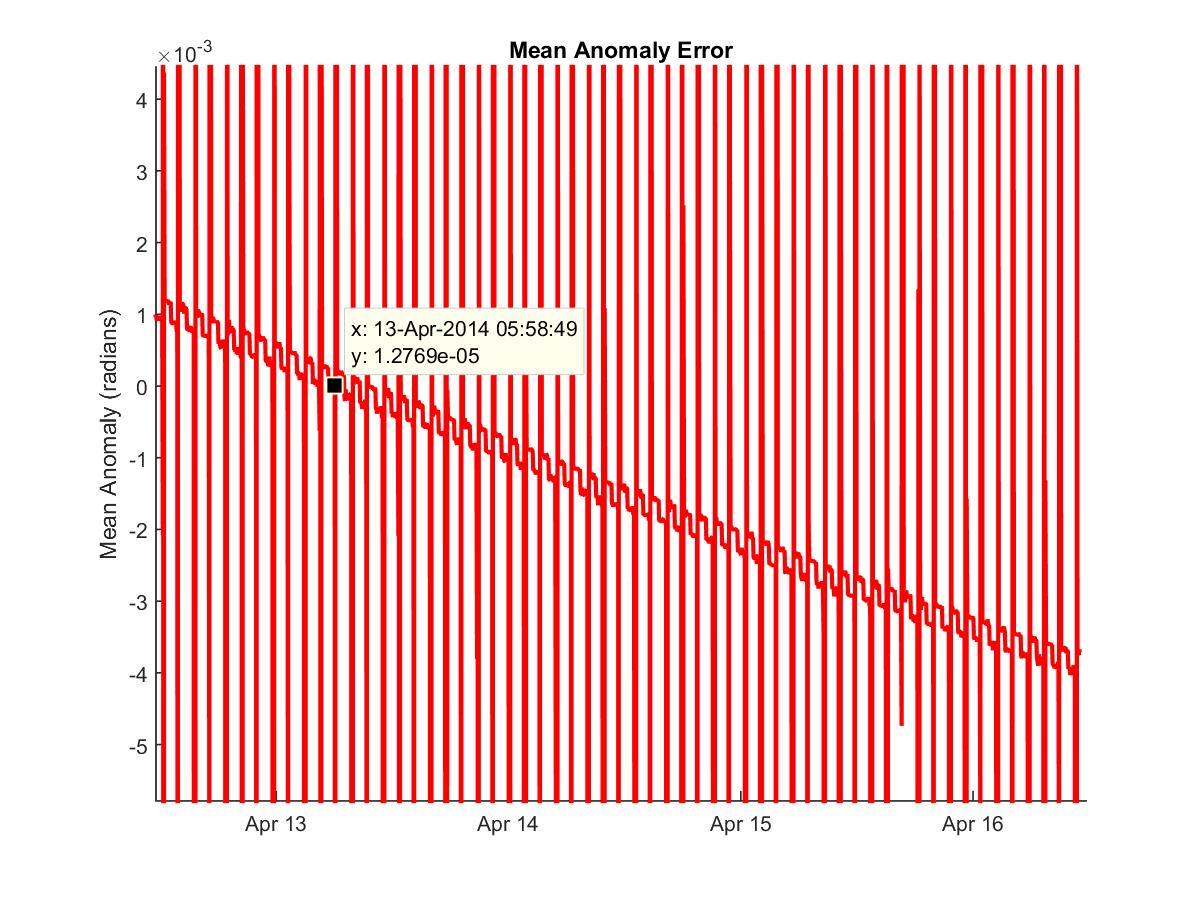 ×10-3
Mean Anomaly Error
4
3
2
1
0
-1
-2
-3
-4
-5
Mean Anomaly (radians)
x: 13-Apr-2014 05:58:49
y: 1.2769e-05
Apr 13
Apr 14
Apr 15
Apr 16